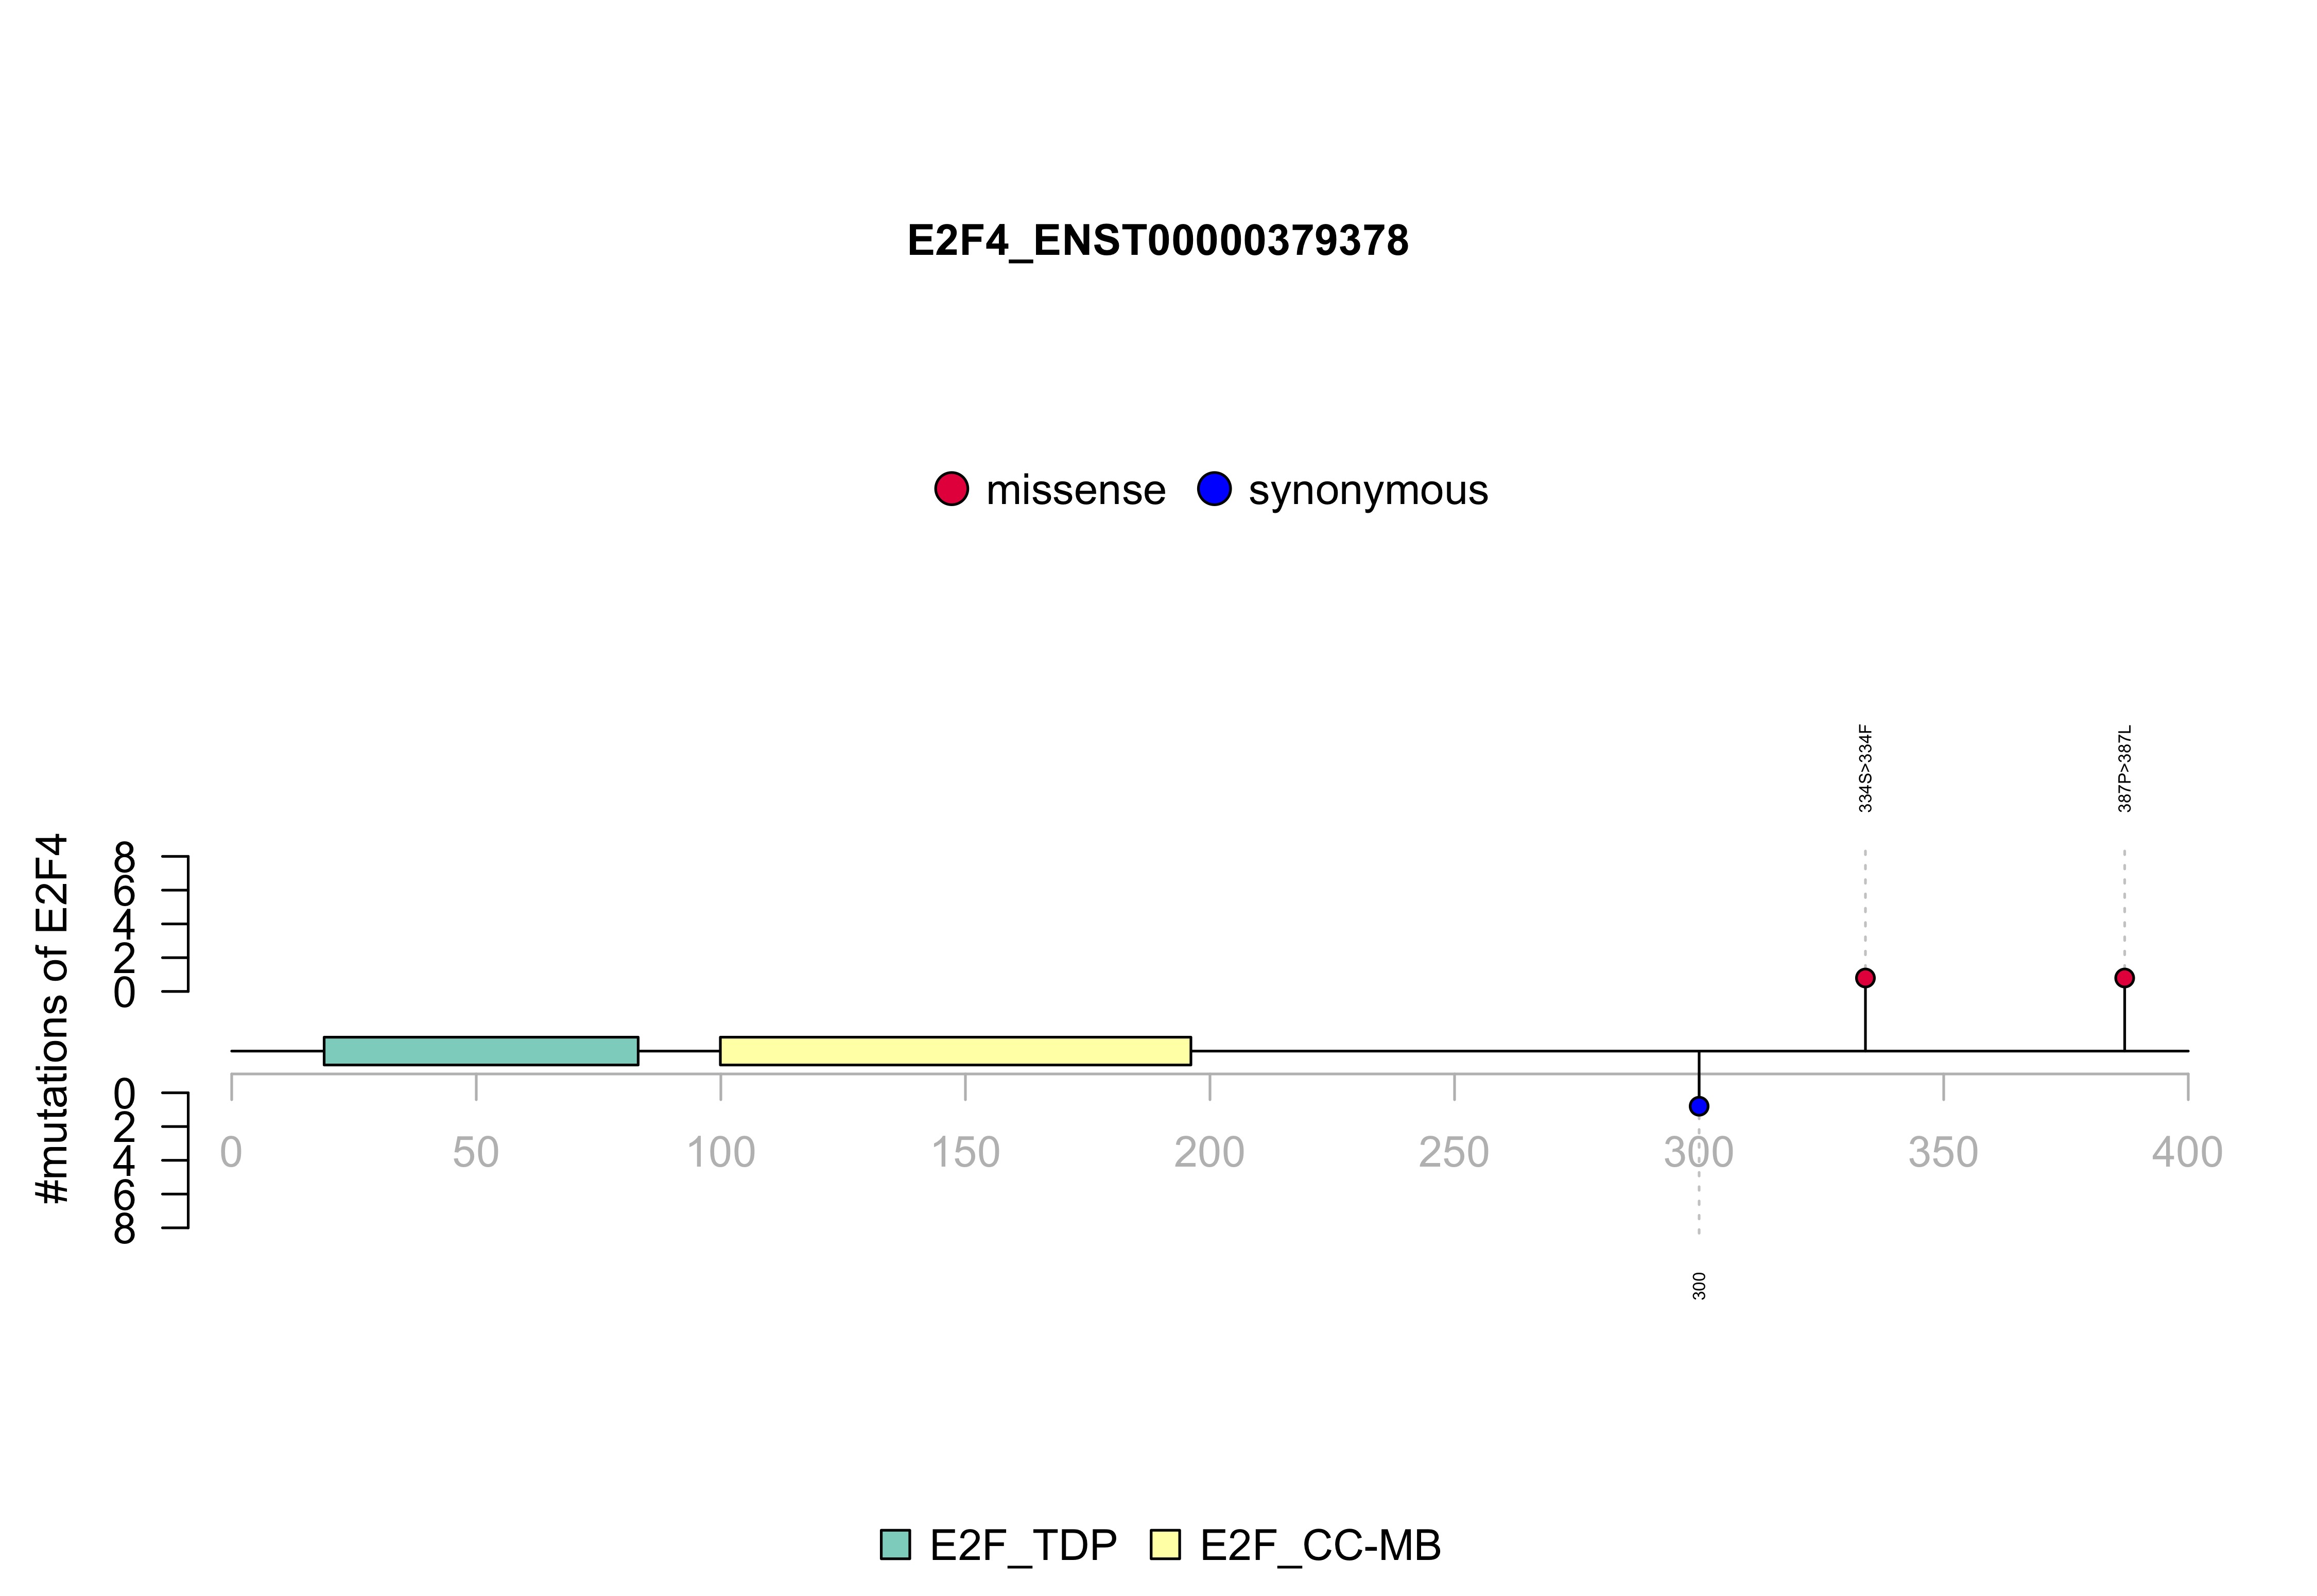 E2F4_ENST00000379378
missense synonymous
334S>334F
387P>387L
#mutations of E2F4
8
6
4
2
0
0
2
4
6
8
0 50 100 150 200 250 300 350 400
300
E2F_TDP E2F_CC-MB